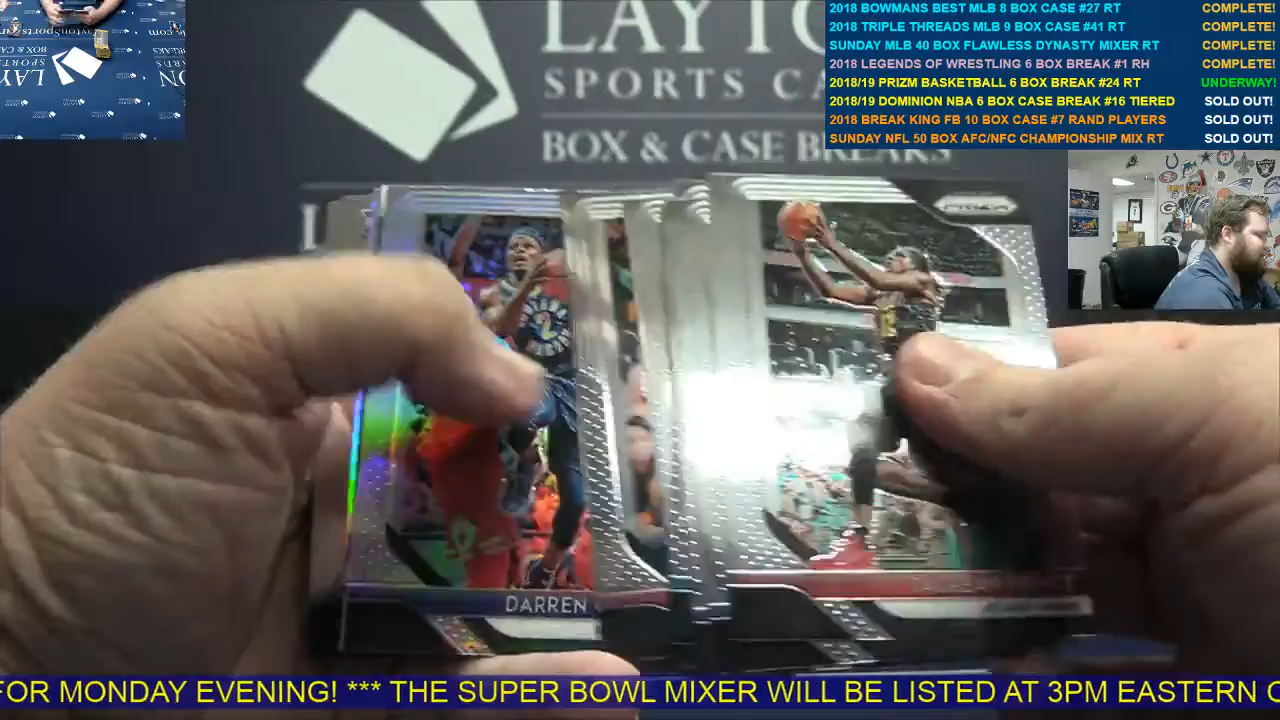 LAYTO
SPORTS CA
BOX & CASE BREAKS
2018 BOWMANS BEST MLB 8 BOX CASE #27 RT COMPLETE!
2018 TRIPLE THREADS MLB 9 BOX CASE #41 RT COMPLETE!
SUNDAY MLB 40 BOX FLAWLESS DYNASTY MIXER RT COMPLETE!
2018 LEGENDS OF WRESTLING 6 BOX BREAK #1 RH COMPLETE!
2018/19 PRIZM BASKETBALL 6 BOX BREAK #24 RT UNDERWAY!
2018/19 DOMINION NBA 6 BOX CASE BREAK #16 TIERED SOLD OUT!
2018 BREAK KING FB 10 BOX CASE #7 RAND PLAYERS SOLD OUT!
SUNDAY NFL 50 BOX AFC/NFC CHAMPIONSHIP MIX RT SOLD OUT!
PRIZM
2
DARREN
FOR MONDAY EVENING! *** THE SUPER BOWL MIXER WILL BE LISTED AT 3PM EASTERN